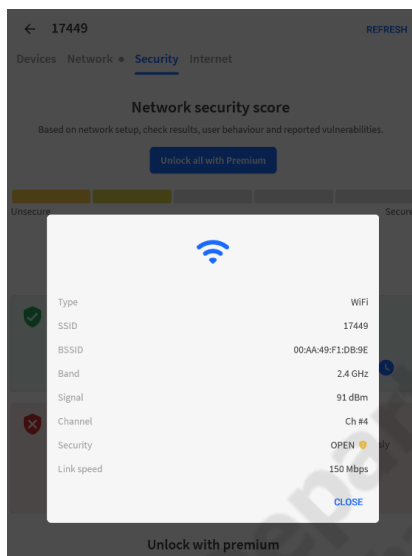 ← 17449 REFRESH
Devices Network Security Internet
Network security score
Based on network setup, check results, user behaviour and reported vulnerabilities.
Unlock all with Premium
Unsecure Secure
Type WiFi
SSID 17449
BSSID 00:AA:49:F1:DB:9E
Band 2.4 GHz
Signal 91 dBm
Channel Ch #4
Security OPEN
Link speed 150 Mbps
CLOSE
Unlock with premium